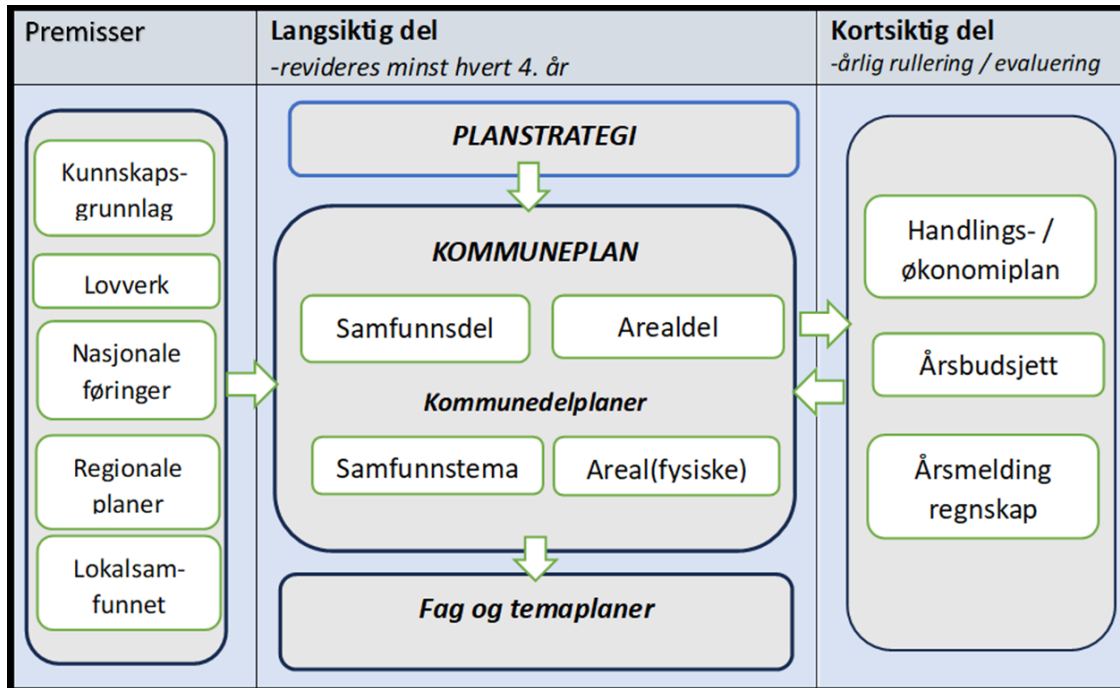 Premisser
Langsiktig del
-revideres minst hvert 4. år
Kortsiktig del
-årlig rullering / evaluering
Kunnskaps-
grunnlag
Lovverk
Nasjonale
føringer
Regionale
planer
Lokalsam-
funnet
PLANSTRATEGI
KOMMUNEPLAN
Samfunnsdel
Arealdel
Kommunedelplaner
Samfunnstema
Areal(fysiske)
Fag og temaplaner
Handlings- /
økonomiplan
Årsbudsjett
Årsmelding
regnskap